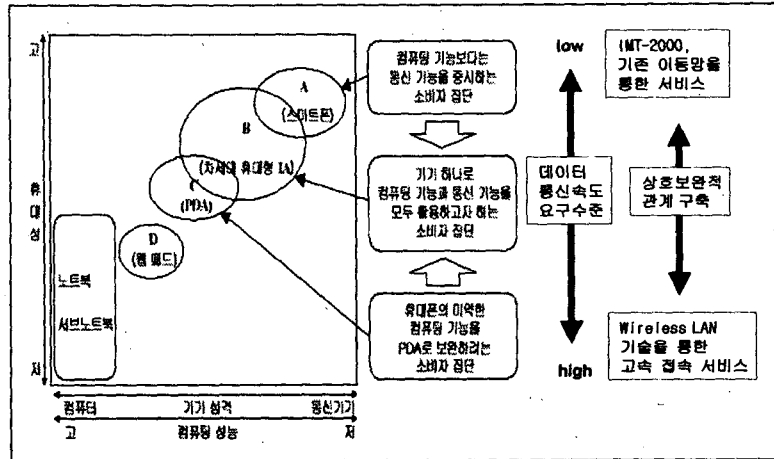 고
휴
대
성
저
A
(스마트폰)
B
(차세대 휴대형 IA)
C
(PDA)
D
(웹 패드)
노트북
서브노트북
컴퓨터
기기 성격
통신기기
고
컴퓨팅 성능
저
컴퓨팅 기능보다는
통신 기능을 중시하는
소비자 집단
기기 하나로
컴퓨팅 기능과 통신 기능을
모두 활용하고자 하는
소비자 집단
휴대폰의 미약한
컴퓨팅 기능을
PDA로 보완하려는
소비자 집단
low
데이터
통신속도
요구수준
high
IMT-2000,
기존 이동망을
통한 서비스
상호보완적
관계 구축
Wireless LAN
기술을 통한
고속 접속 서비스